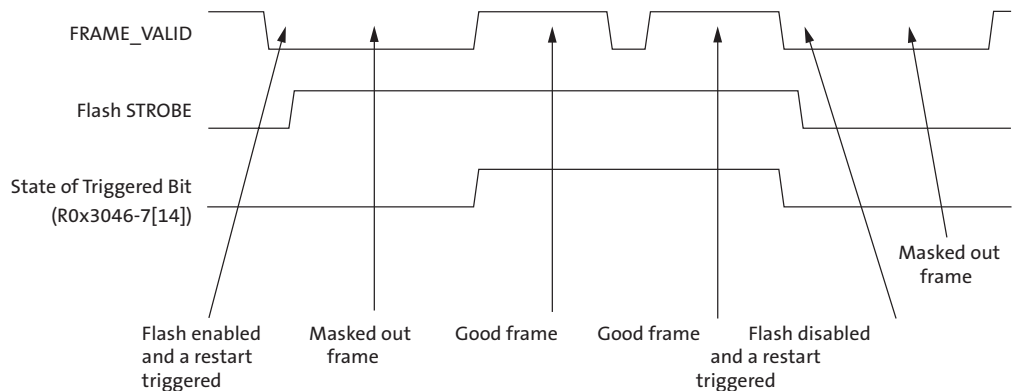 FRAME_VALID
Flash STROBE
State of Triggered Bit
(R0x3046-7[14])
Masked out
frame
Flash enabled
and a restart
triggered
Masked out
frame
Good frame
Good frame
Flash disabled
and a restart
triggered